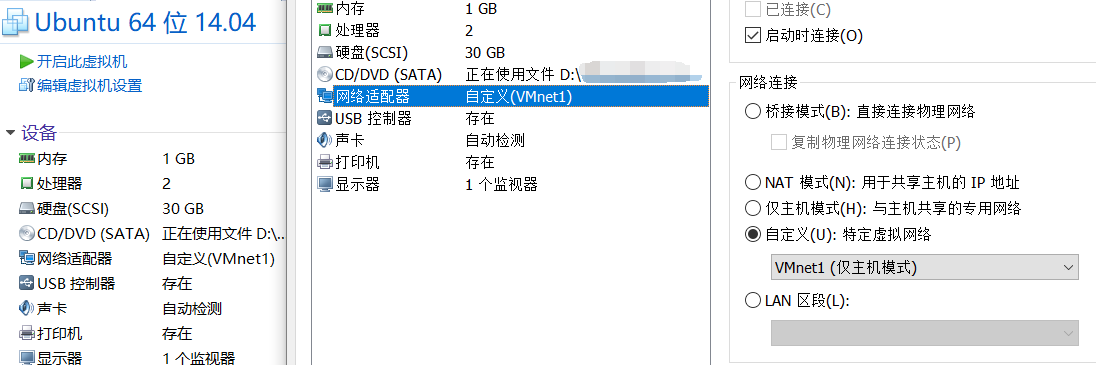 Ubuntu 64 位 14.04
开启此虚拟机
编辑虚拟机设置
设备
内存 1 GB
处理器 2
硬盘(SCSI) 30 GB
CD/DVD (SATA) 正在使用文件 D:\...
网络适配器 自定义(VMnet1)
USB 控制器 存在
声卡 自动检测
打印机 存在
显示器 1 个监视器
内存 1 GB
处理器 2
硬盘(SCSI) 30 GB
CD/DVD (SATA) 正在使用文件 D:\
网络适配器 自定义(VMnet1)
USB 控制器 存在
声卡 自动检测
打印机 存在
显示器 1 个监视器
已连接(C)
启动时连接(O)
网络连接
桥接模式(B): 直接连接物理网络
复制物理网络连接状态(P)
NAT 模式(N): 用于共享主机的 IP 地址
仅主机模式(H): 与主机共享的专用网络
自定义(U): 特定虚拟网络
VMnet1 (仅主机模式)
LAN 区段(L):